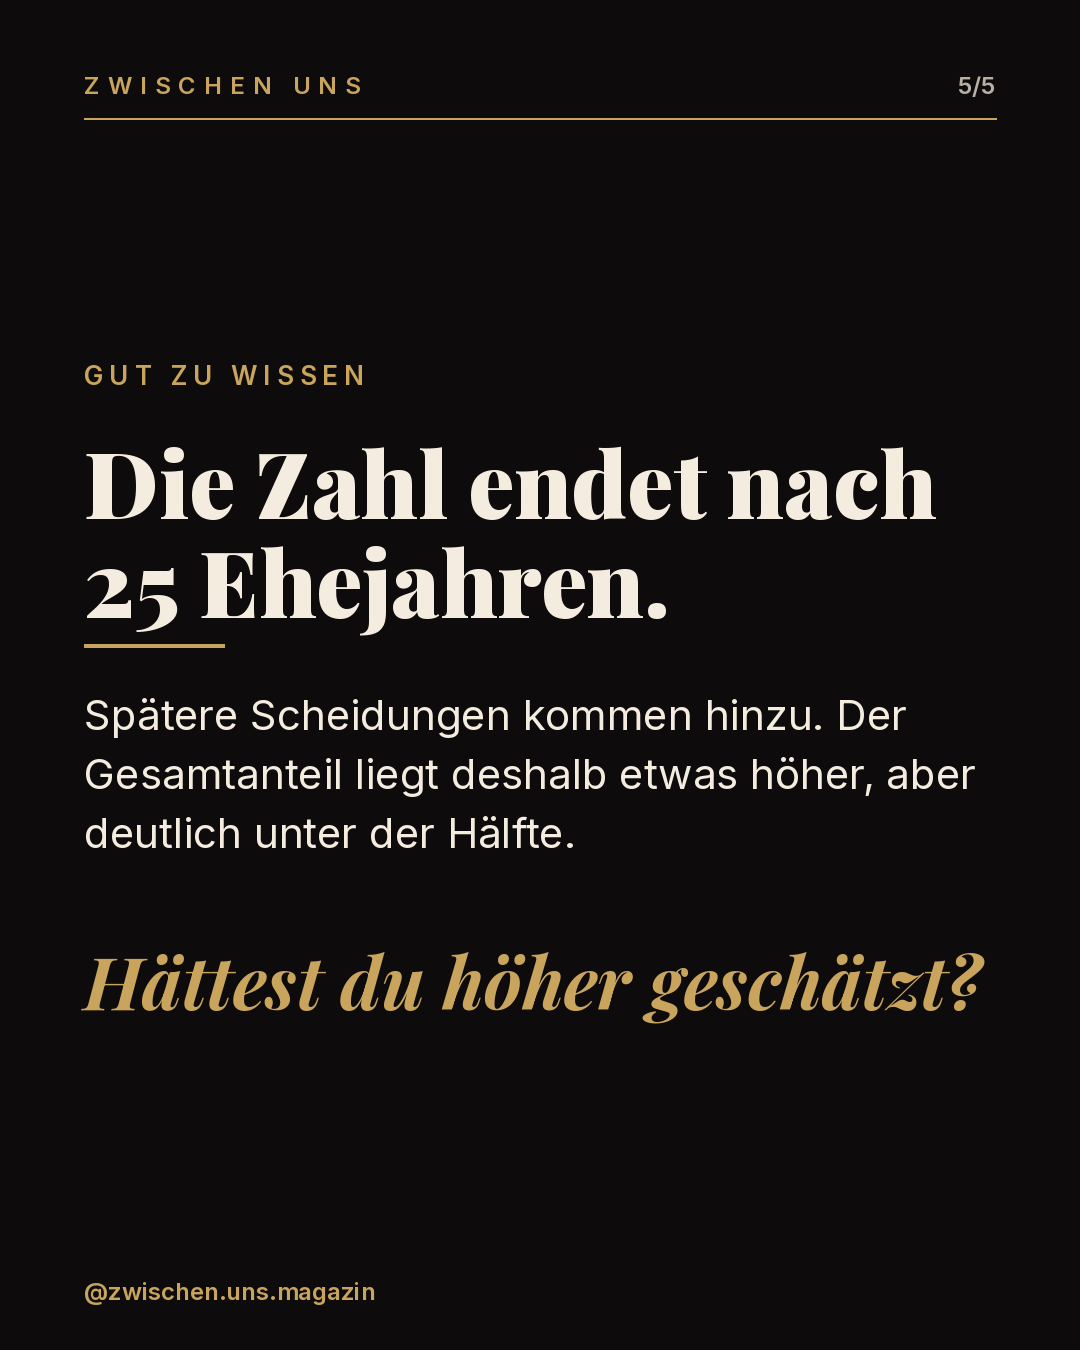 ZWISCHEN UNS
5/5
GUT ZU WISSEN
Die Zahl endet nach
25 Ehejahren.
Spätere Scheidungen kommen hinzu. Der
Gesamtanteil liegt deshalb etwas höher, aber
deutlich unter der Hälfte.
Hättest du höher geschätzt?
@zwischen.uns.magazin